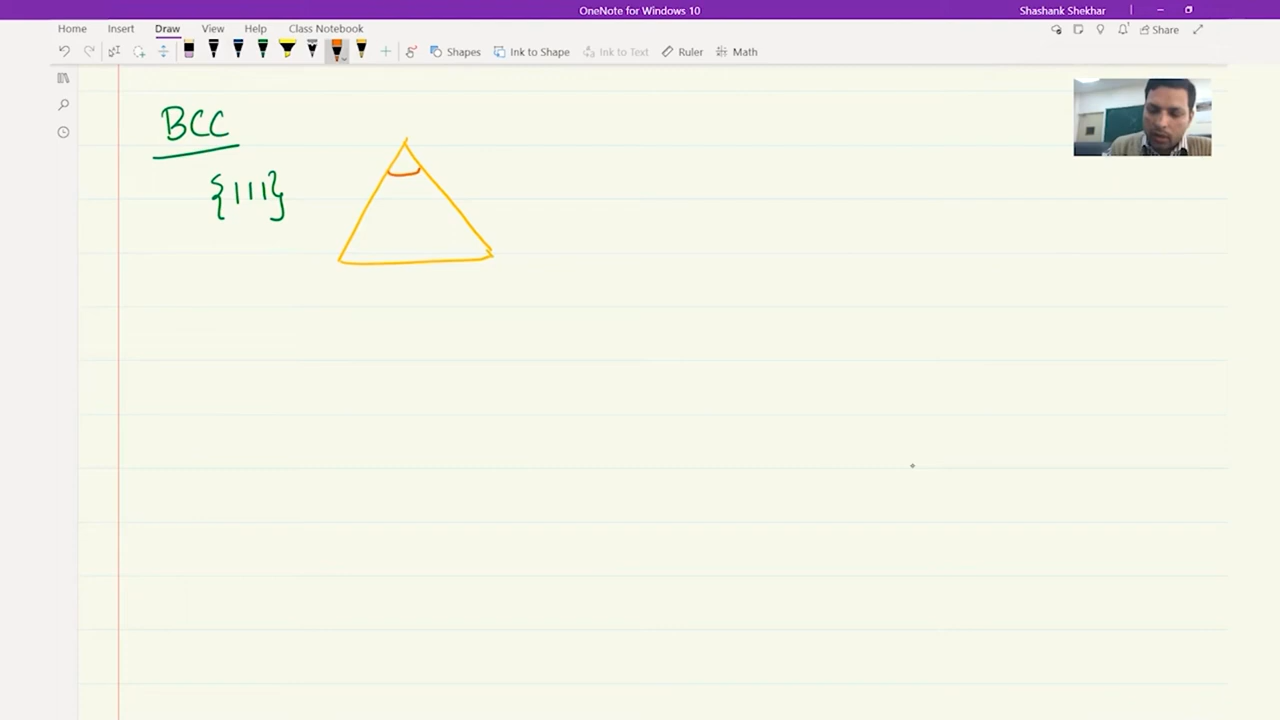 OneNote for Windows 10
Shashank Shekhar
Home Insert Draw View Help Class Notebook
Shapes Ink to Shape Ink to Text Ruler Math
Share
BCC
{111}